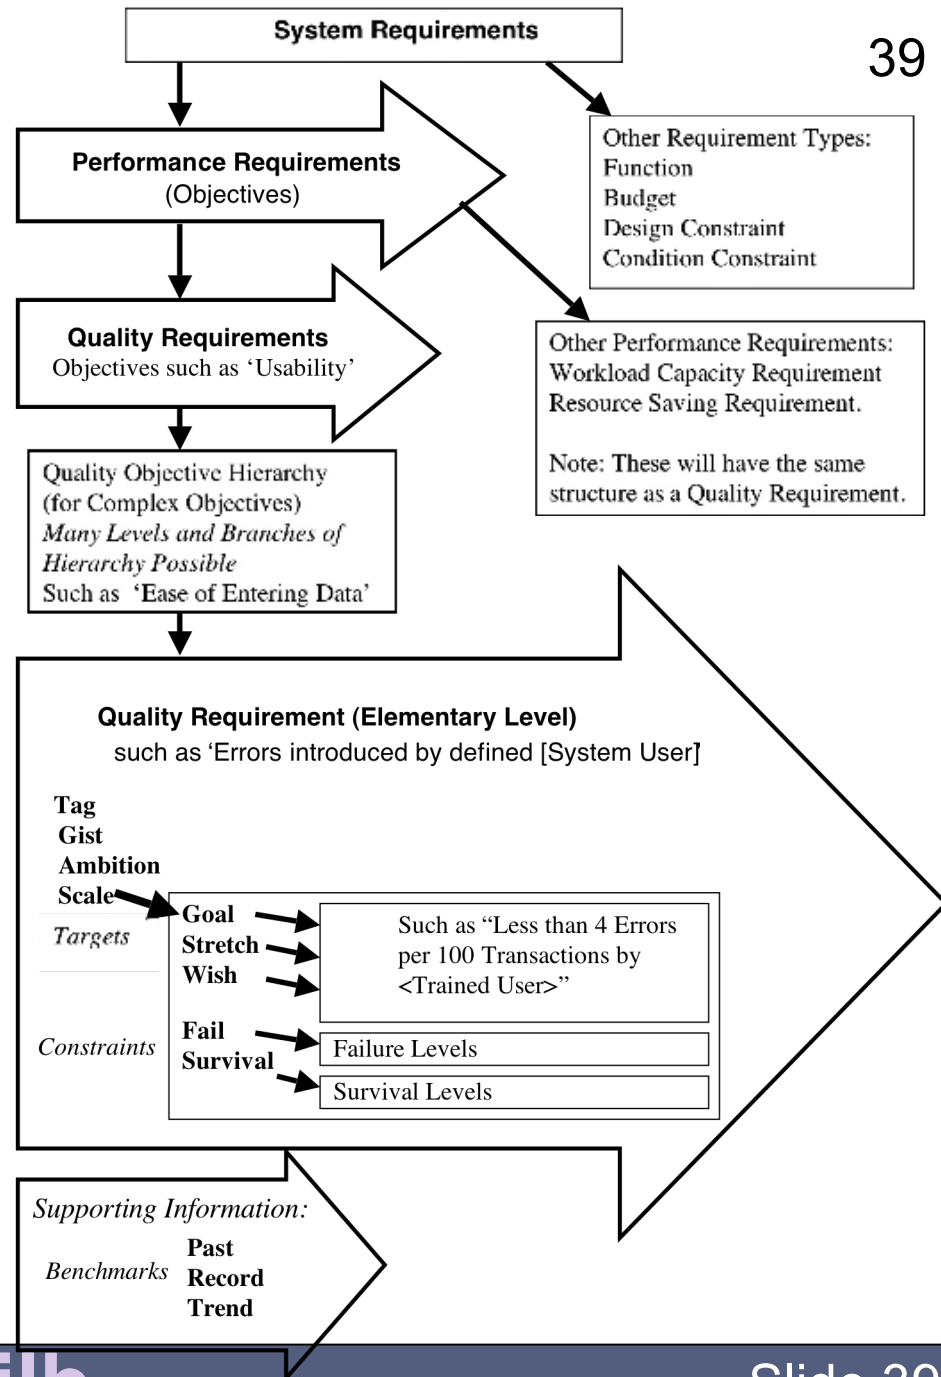 System Requirements
39
Performance Requirements
(Objectives)
Other Requirement Types:
Function
Budget
Design Constraint
Condition Constraint
Quality Requirements
Objectives such as ‘Usability’
Other Performance Requirements:
Workload Capacity Requirement
Resource Saving Requirement.
Note: These will have the same
structure as a Quality Requirement.
Quality Objective Hierarchy
(for Complex Objectives)
Many Levels and Branches of
Hierarchy Possible
Such as ‘Ease of Entering Data’
Quality Requirement (Elementary Level)
such as ‘Errors introduced by defined [System User]’
Tag
Gist
Ambition
Scale
Targets
Goal
Stretch
Wish
Such as “Less than 4 Errors
per 100 Transactions by
<Trained User>”
Constraints
Fail
Survival
Failure Levels
Survival Levels
Supporting Information:
Benchmarks
Past
Record
Trend
Slide 39